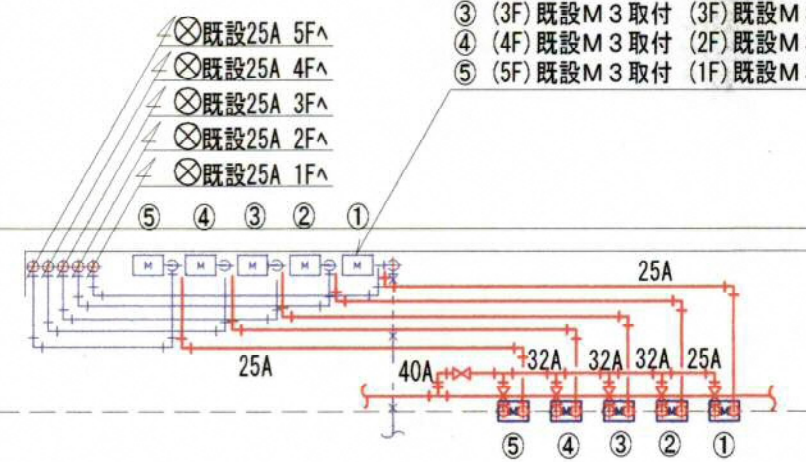 ③ (3F)既設M3取付 (3F)既設M
④ (4F)既設M3取付 (2F)既設M
⑤ (5F)既設M3取付 (1F)既設M
既設25A 5Fへ
既設25A 4Fへ
既設25A 3Fへ
既設25A 2Fへ
既設25A 1Fへ
⑤ ④ ③ ② ①
M M M M M
25A
25A
40A 32A 32A 32A 25A
M M M M M
⑤ ④ ③ ② ①